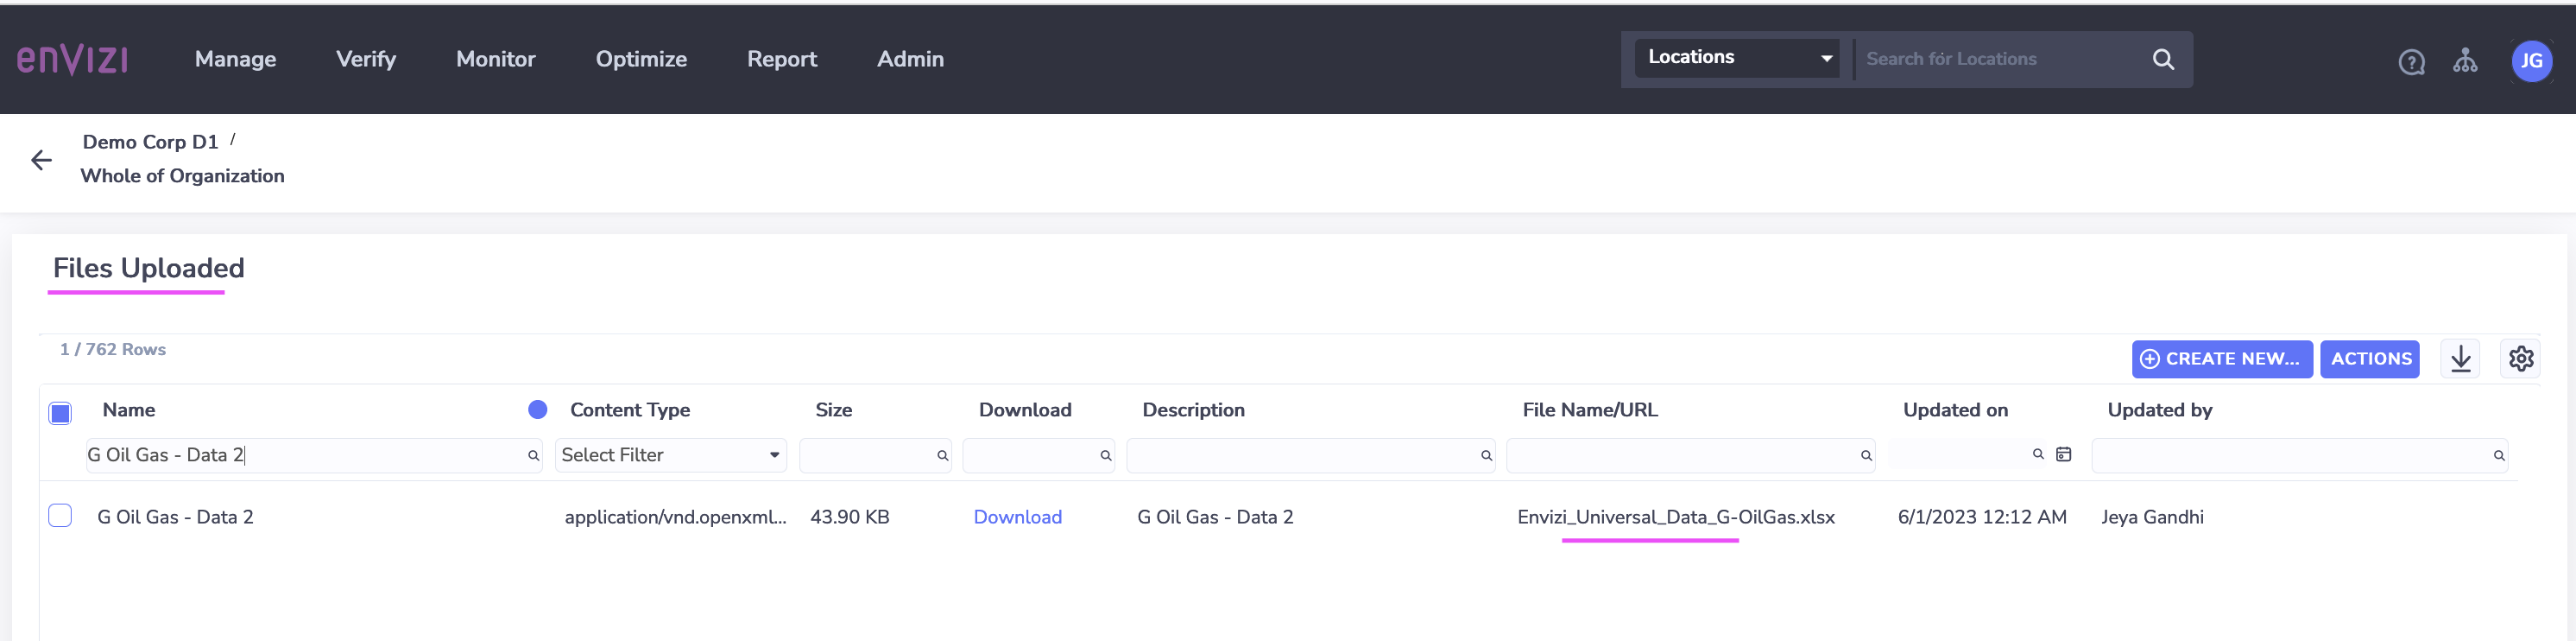 enVizi Manage Verify Monitor Optimize Report Admin Locations Search for Locations ? JG
Demo Corp D1 /
Whole of Organization
Files Uploaded
1 / 762 Rows
CREATE NEW... ACTIONS
Name Content Type Size Download Description File Name/URL Updated on Updated by
G Oil Gas - Data 2 Select Filter
G Oil Gas - Data 2 application/vnd.openxml... 43.90 KB Download G Oil Gas - Data 2 Envizi_Universal_Data_G-OilGas.xlsx 6/1/2023 12:12 AM Jeya Gandhi